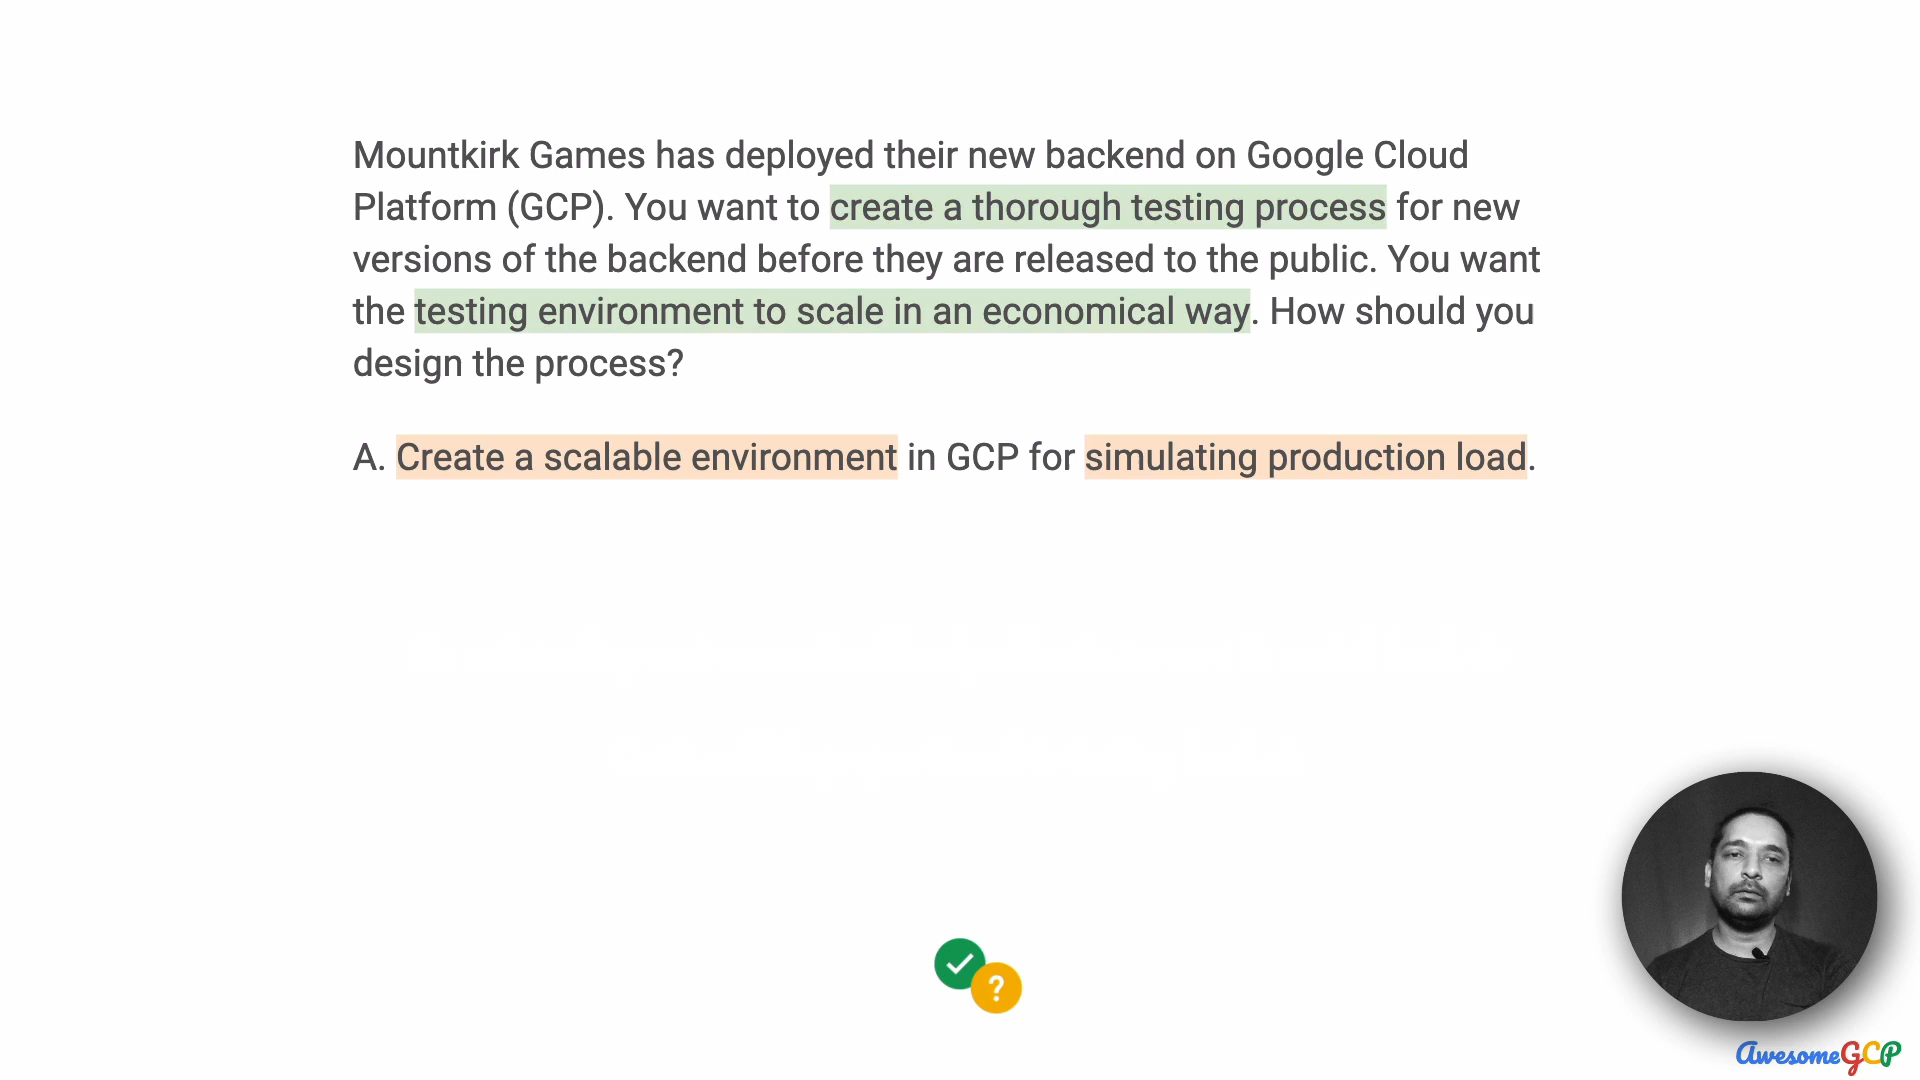 Mountkirk Games has deployed their new backend on Google Cloud
Platform (GCP). You want to create a thorough testing process for new
versions of the backend before they are released to the public. You want
the testing environment to scale in an economical way. How should you
design the process?
A. Create a scalable environment in GCP for simulating production load.
?
AwesomeGCP